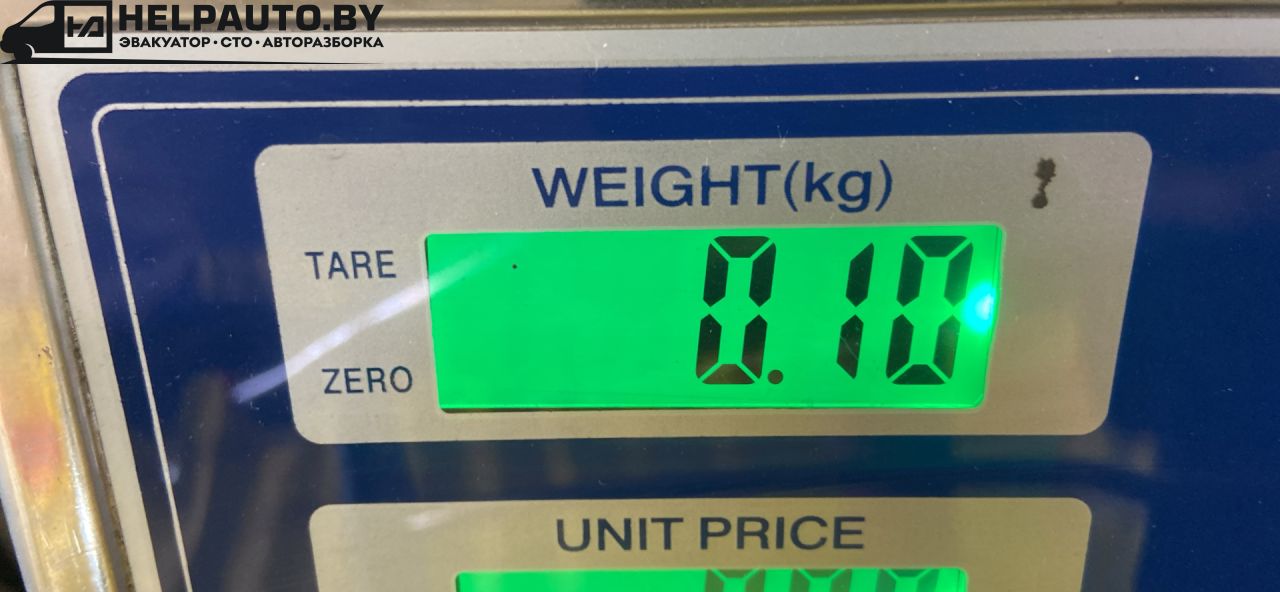 HELPAUTO.BY
ЭВАКУАТОР · СТО · АВТОРАЗБОРКА
WEIGHT(kg)
TARE
0.10
ZERO
UNIT PRICE